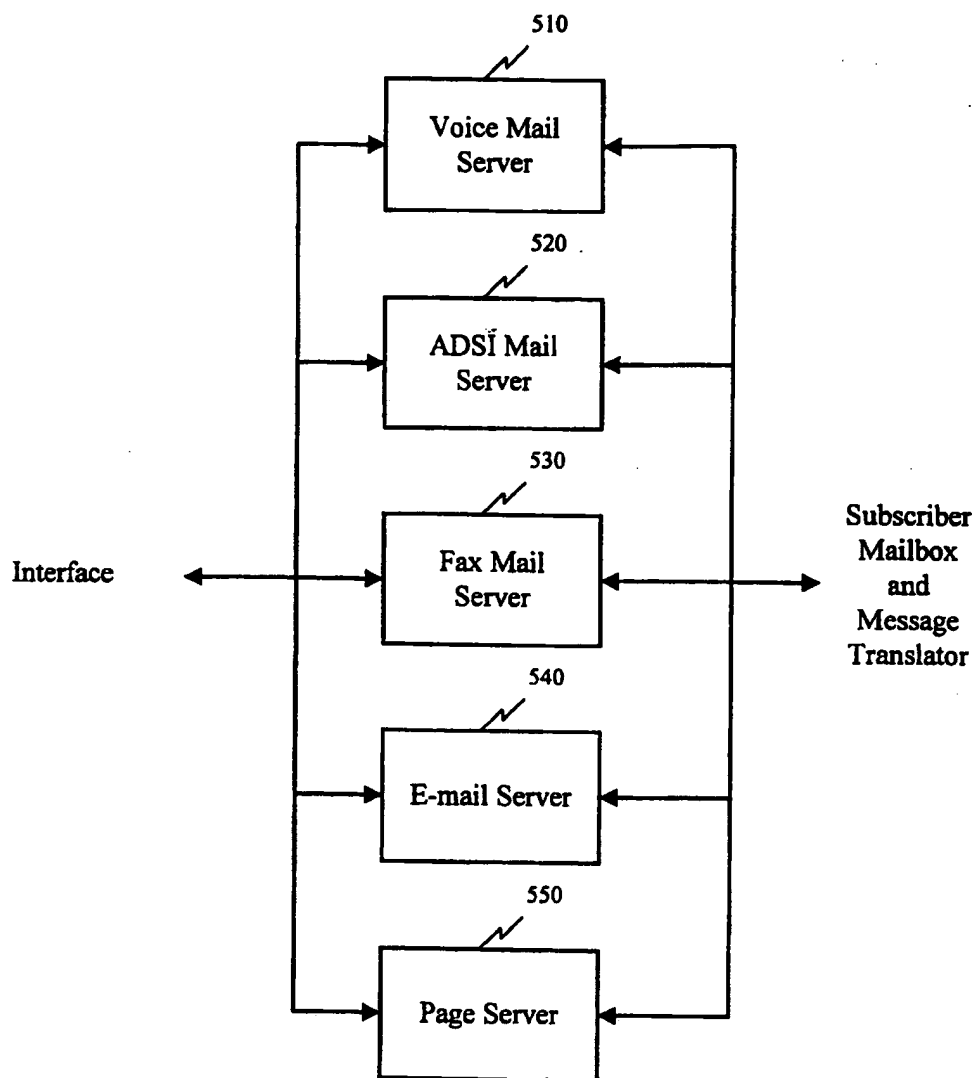 510
Voice Mail
Server
520
ADSI Mail
Server
530
Interface
Fax Mail
Server
Subscriber
Mailbox
and
Message
Translator
540
E-mail Server
550
Page Server